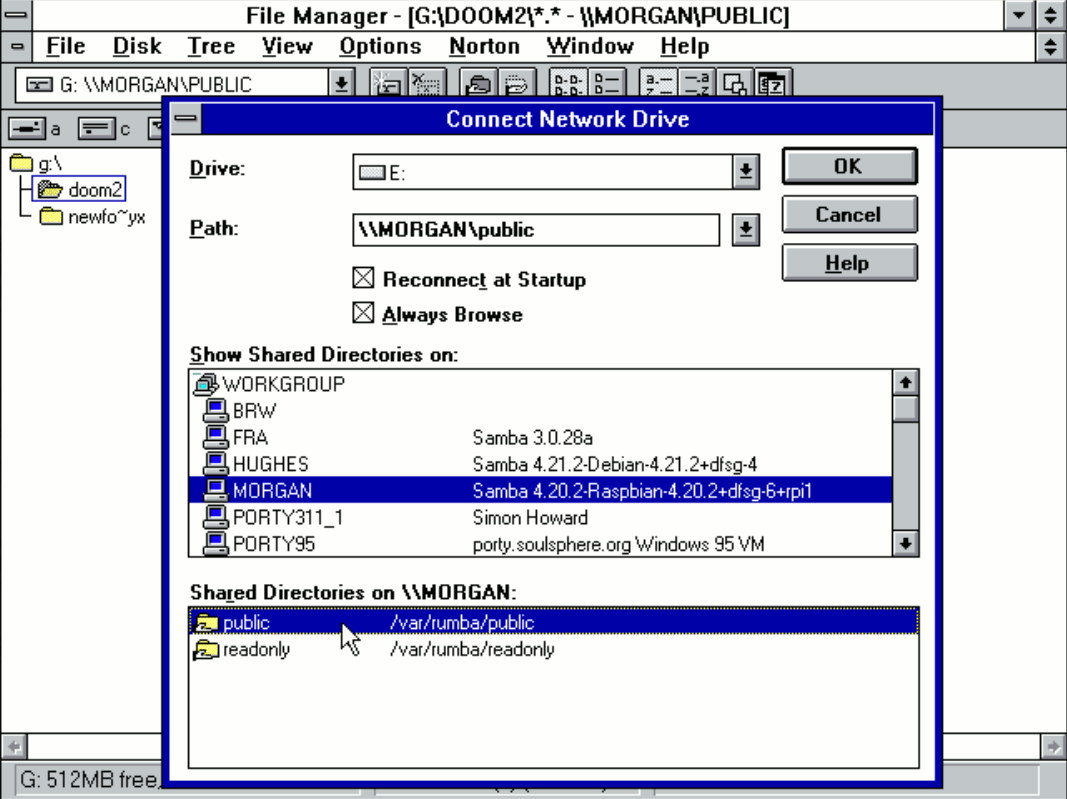 File Manager - [G:\DOOM2\*.* - \\MORGAN\PUBLIC]
File Disk Tree View Options Norton Window Help
G: \\MORGAN\PUBLIC
a c
g:\
doom2
newfo~yx
Connect Network Drive
Drive: E: OK
Path: \\MORGAN\public Cancel
Reconnect at Startup Help
Always Browse
Show Shared Directories on:
WORKGROUP
BRW
FRA Samba 3.0.28a
HUGHES Samba 4.21.2-Debian-4.21.2+dfsg-4
MORGAN Samba 4.20.2-Raspbian-4.20.2+dfsg-6+rpi1
PORTY311_1 Simon Howard
PORTY95 porty.soulsphere.org Windows 95 VM
Shared Directories on \\MORGAN:
public /var/rumba/public
readonly /var/rumba/readonly
G: 512MB free,